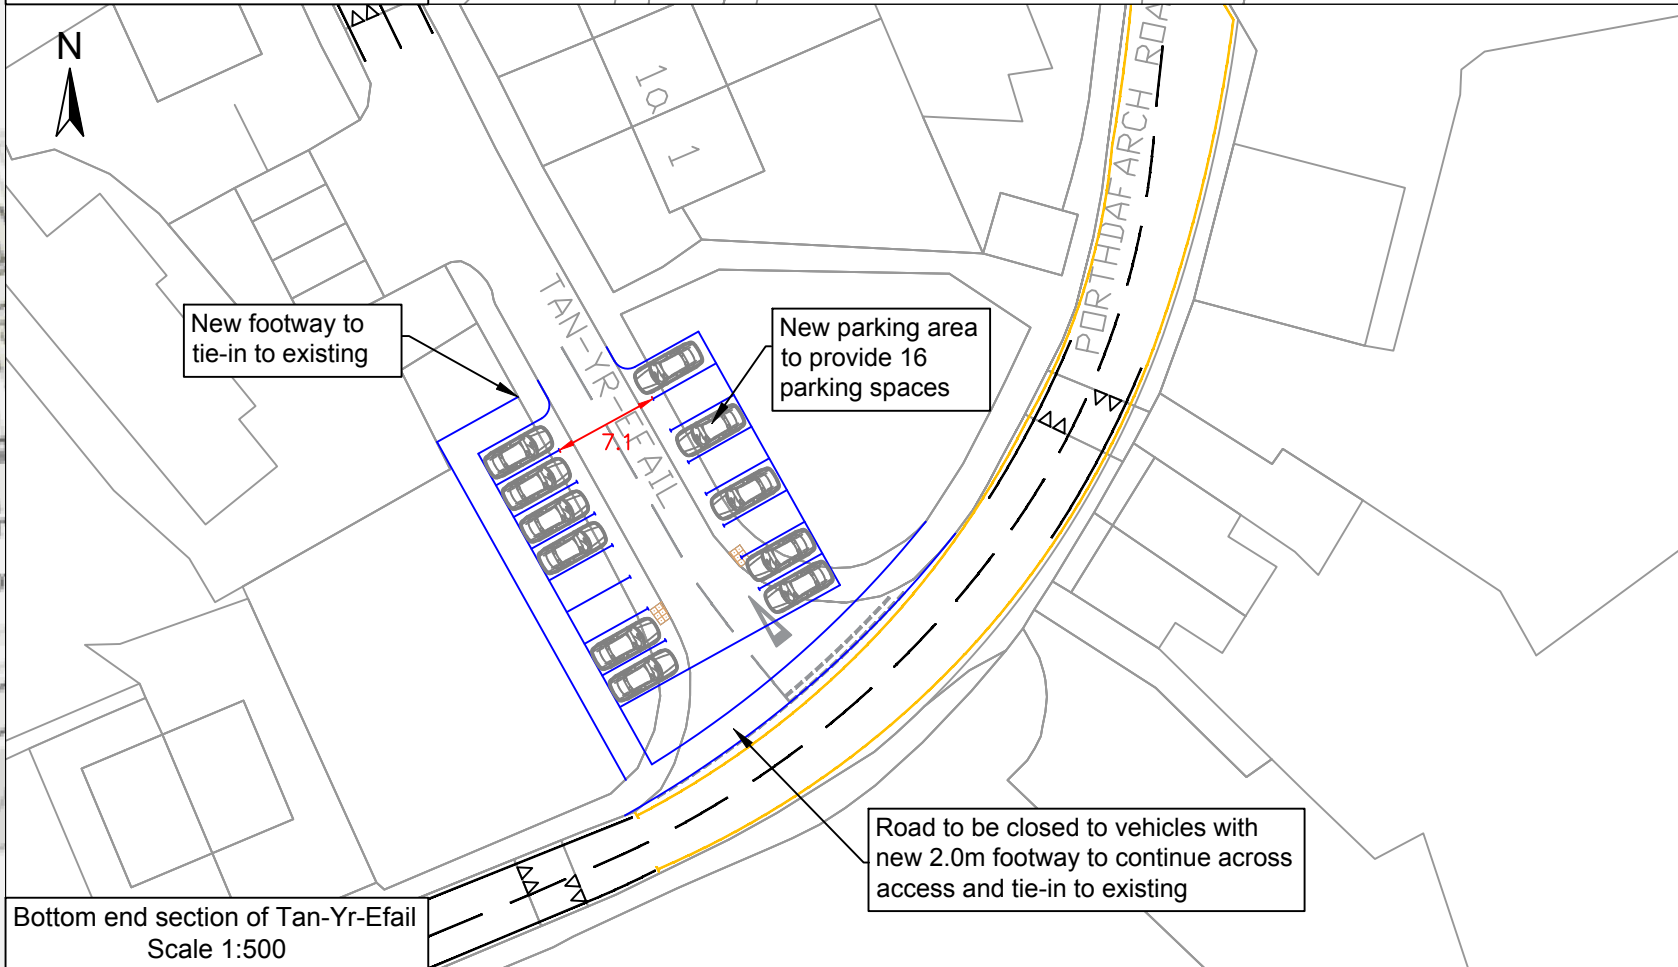 N
1a
1
PORTHDAFARCH ROA
TAN-YR-EFAIL
New footway to
tie-in to existing
New parking area
to provide 16
parking spaces
7.1
Road to be closed to vehicles with
new 2.0m footway to continue across
access and tie-in to existing
Bottom end section of Tan-Yr-Efail
Scale 1:500